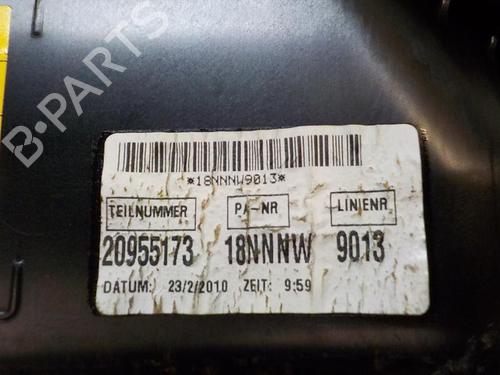 B-PARTS
*18NNNW9013*
TEILNUMMER PA-NR LINIENR
20955173 18NNNW 9013
DATUM: 23/2/2010 ZEIT: 9:59